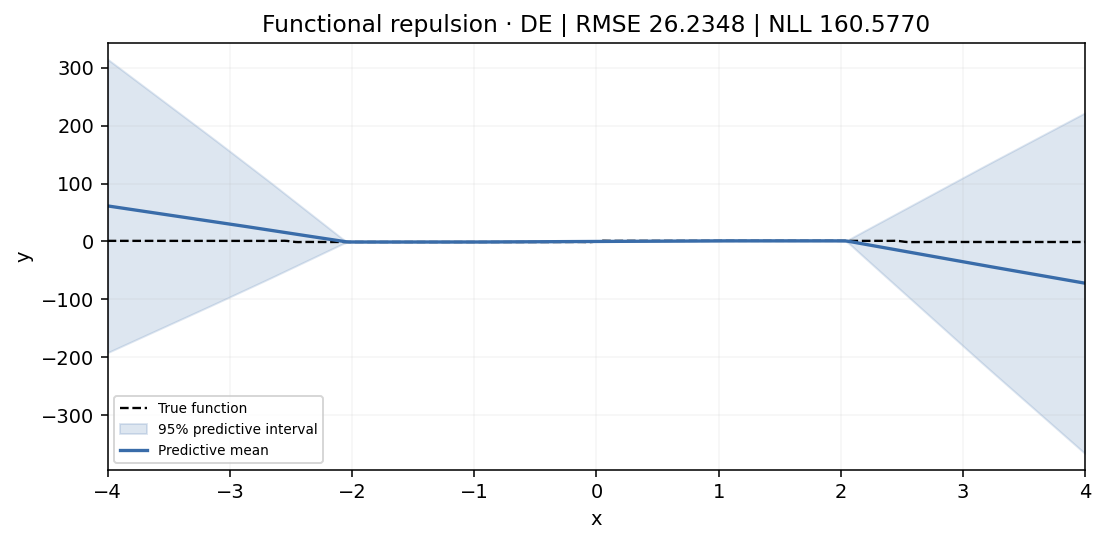 Functional repulsion · DE | RMSE 26.2348 | NLL 160.5770
y
300
200
100
0
−100
−200
−300
True function
95% predictive interval
Predictive mean
−4
−3
−2
−1
0
1
2
3
4
x